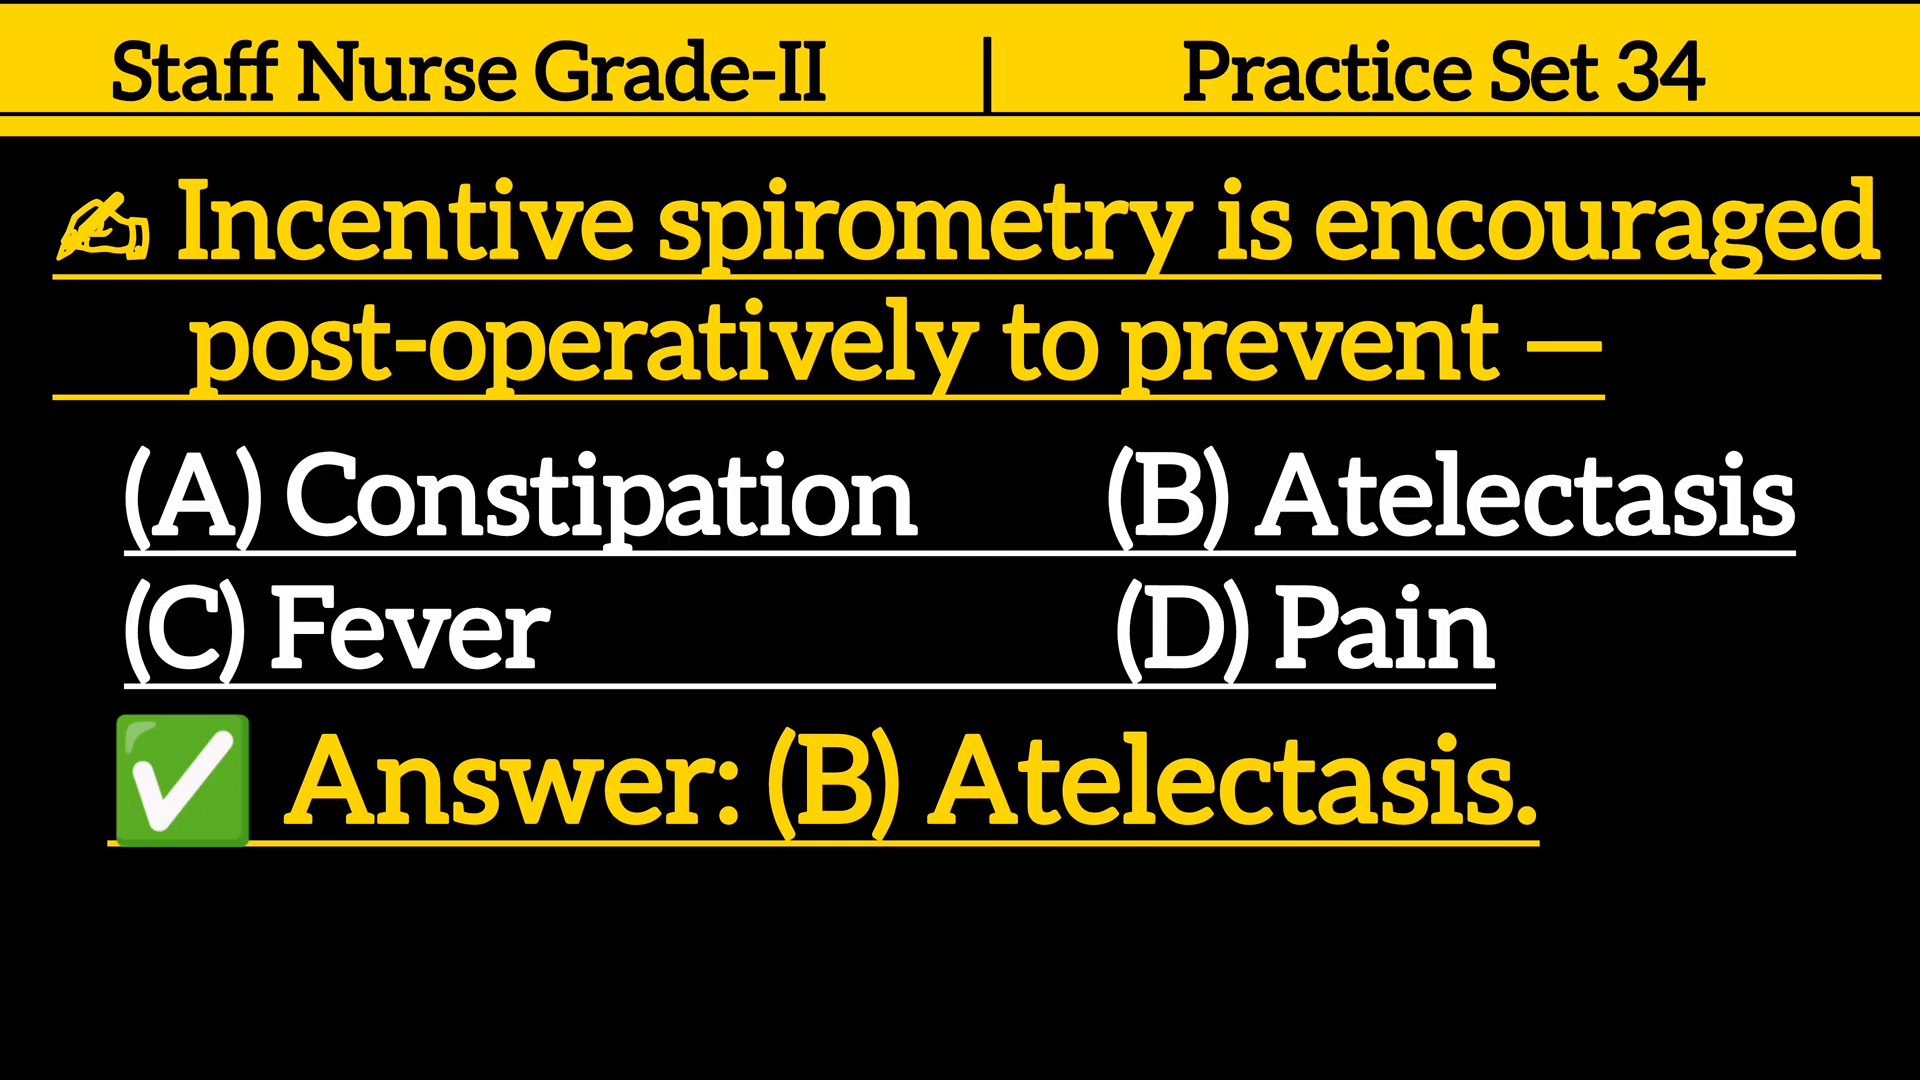 Staff Nurse Grade-II | Practice Set 34
✍ Incentive spirometry is encouraged
post-operatively to prevent —
(A) Constipation (B) Atelectasis
(C) Fever (D) Pain
✅ Answer: (B) Atelectasis.